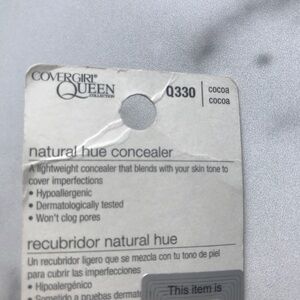 COVERGIRL®
QUEEN
COLLECTION
Q330
cocoa
cocoa
natural hue concealer
A lightweight concealer that blends with your skin tone to
cover imperfections
• Hypoallergenic
• Dermatologically tested
• Won't clog pores
recubridor natural hue
Un recubridor ligero que se mezcla con tu tono de piel
para cubrir las imperfecciones
• Hipoalergénico
• Sometido a pruebas
This item is